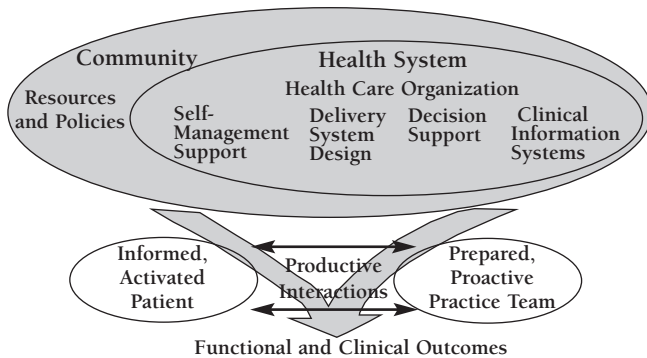 Community
Health System
Resources
and Policies
Health Care Organization
Self-
Management
Support
Delivery
System
Design
Decision
Support
Clinical
Information
Systems
Informed,
Activated
Patient
Productive
Interactions
Prepared,
Proactive
Practice Team
Functional and Clinical Outcomes